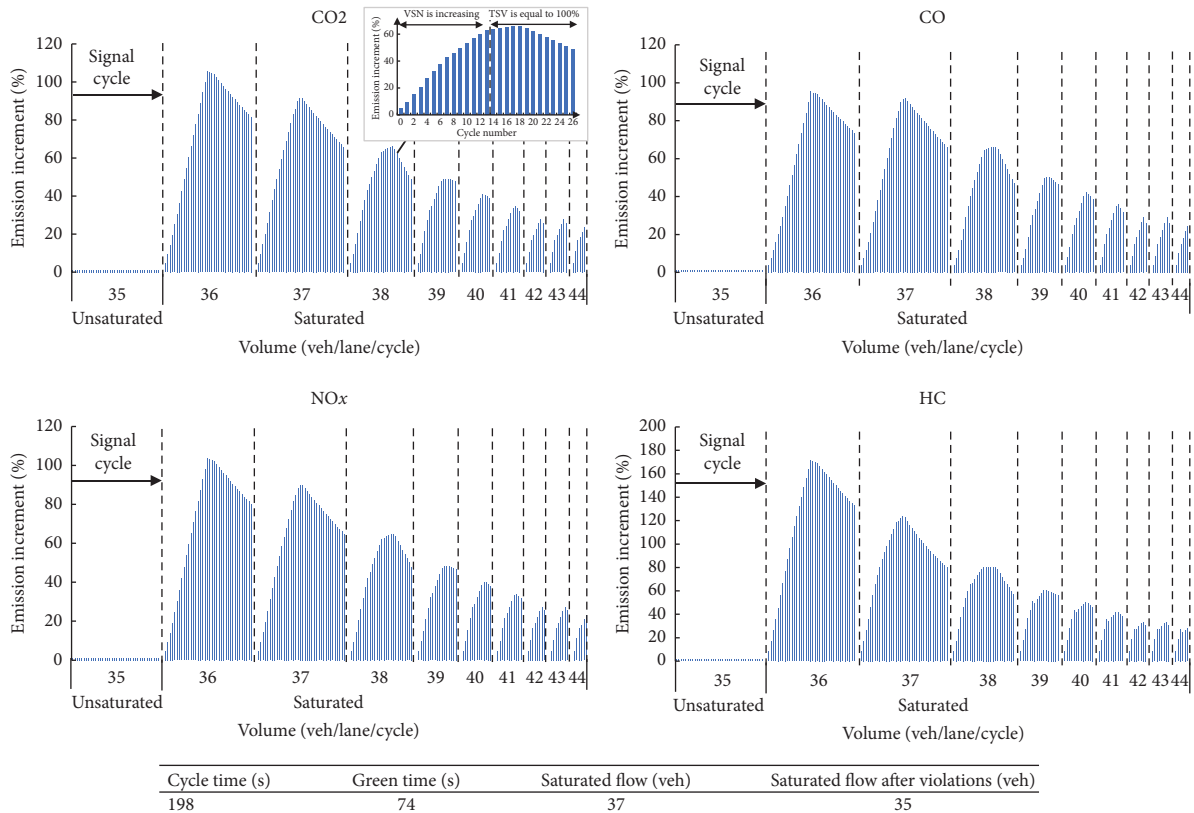 CO2
VSN is increasing
TSV is equal to 100%
Emission increment (%)
60
40
20
0
0 2 4 6 8 10 12 14 16 18 20 22 24 26
Cycle number
Emission increment (%)
120
100
80
60
40
20
0
Signal
cycle
35 36 37 38 39 40 41 42 43 44
Unsaturated Saturated
Volume (veh/lane/cycle)
CO
Emission increment (%)
120
100
80
60
40
20
0
Signal
cycle
35 36 37 38 39 40 41 42 43 44
Unsaturated Saturated
Volume (veh/lane/cycle)
NOx
Emission increment (%)
120
100
80
60
40
20
0
Signal
cycle
35 36 37 38 39 40 41 42 43 44
Unsaturated Saturated
Volume (veh/lane/cycle)
HC
Emission increment (%)
200
180
160
140
120
100
80
60
40
20
0
Signal
cycle
35 36 37 38 39 40 41 42 43 44
Unsaturated Saturated
Volume (veh/lane/cycle)
Cycle time (s) Green time (s) Saturated flow (veh) Saturated flow after violations (veh)
198 74 37 35